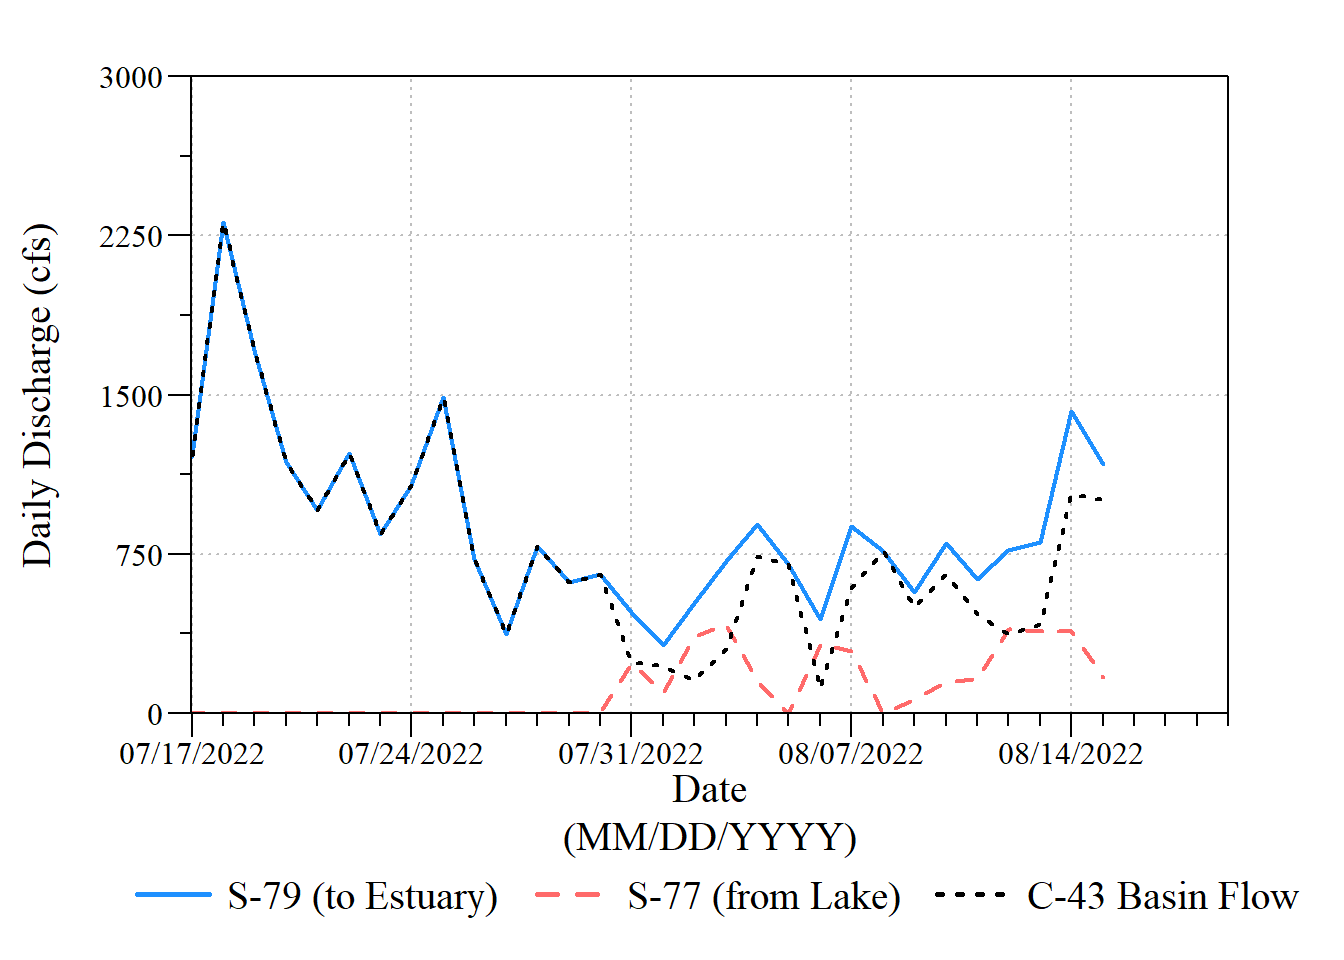 3000
2250
1500
750
0
Daily Discharge (cfs)
07/17/2022 07/24/2022 07/31/2022 08/07/2022 08/14/2022
Date
(MM/DD/YYYY)
S-79 (to Estuary) S-77 (from Lake) C-43 Basin Flow